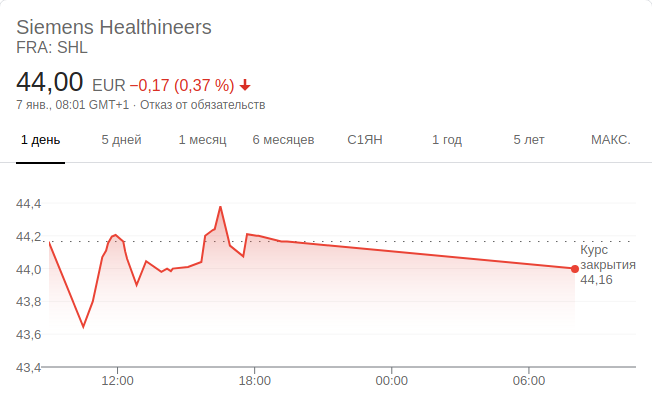 Siemens Healthineers
FRA: SHL
44,00 EUR −0,17 (0,37 %)
7 янв., 08:01 GMT+1 · Отказ от обязательств
1 день 5 дней 1 месяц 6 месяцев С1ЯН 1 год 5 лет МАКС.
44,4
44,2
Курс
закрытия
44,16
44,0
43,8
43,6
43,4
12:00 18:00 00:00 06:00